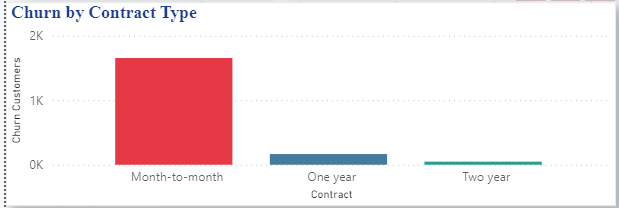 Churn by Contract Type
2K
1K
0K
Churn Customers
Month-to-month
One year
Two year
Contract